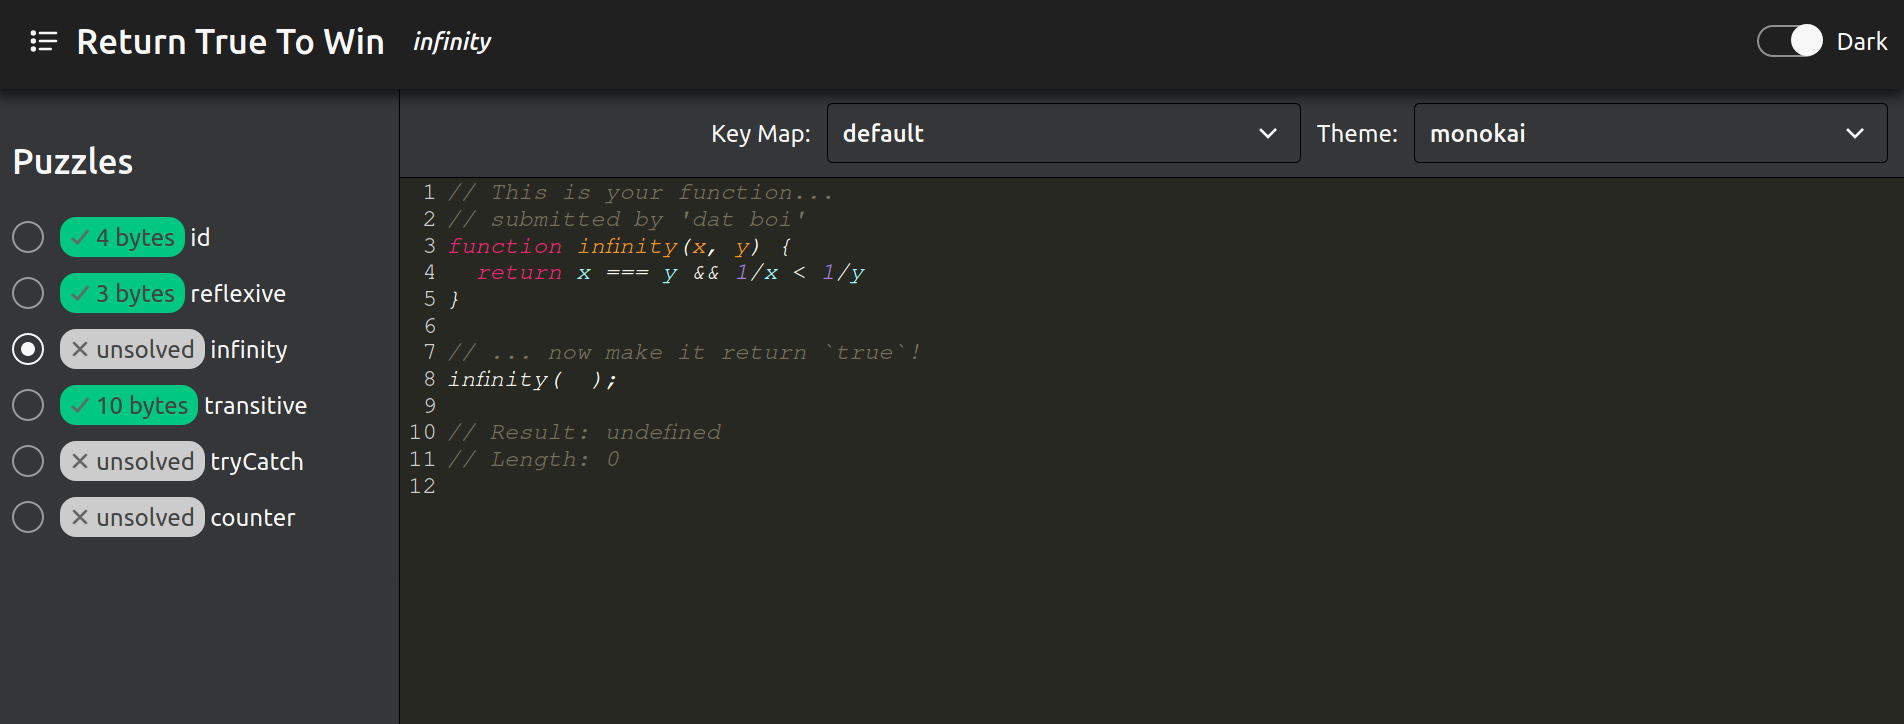 Return True To Win infinity
Dark
Key Map: default Theme: monokai
Puzzles
4 bytes id
3 bytes reflexive
unsolved infinity
10 bytes transitive
unsolved tryCatch
unsolved counter
1 // This is your function...
2 // submitted by 'dat boi'
3 function infinity(x, y) {
4   return x === y && 1/x < 1/y
5 }
6
7 // ... now make it return `true`!
8 infinity(  );
9
10 // Result: undefined
11 // Length: 0
12